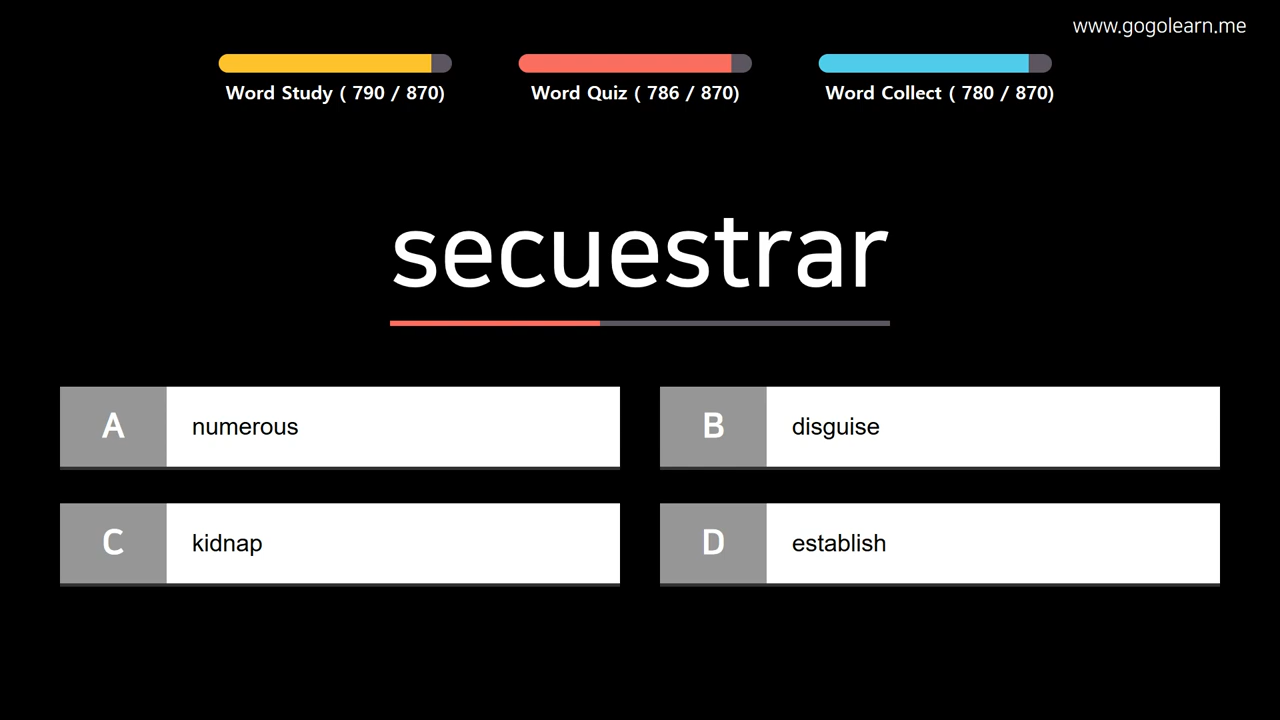 www.gogolearn.me
Word Study ( 790 / 870)
Word Quiz ( 786 / 870)
Word Collect ( 780 / 870)
secuestrar
A numerous
B disguise
C kidnap
D establish